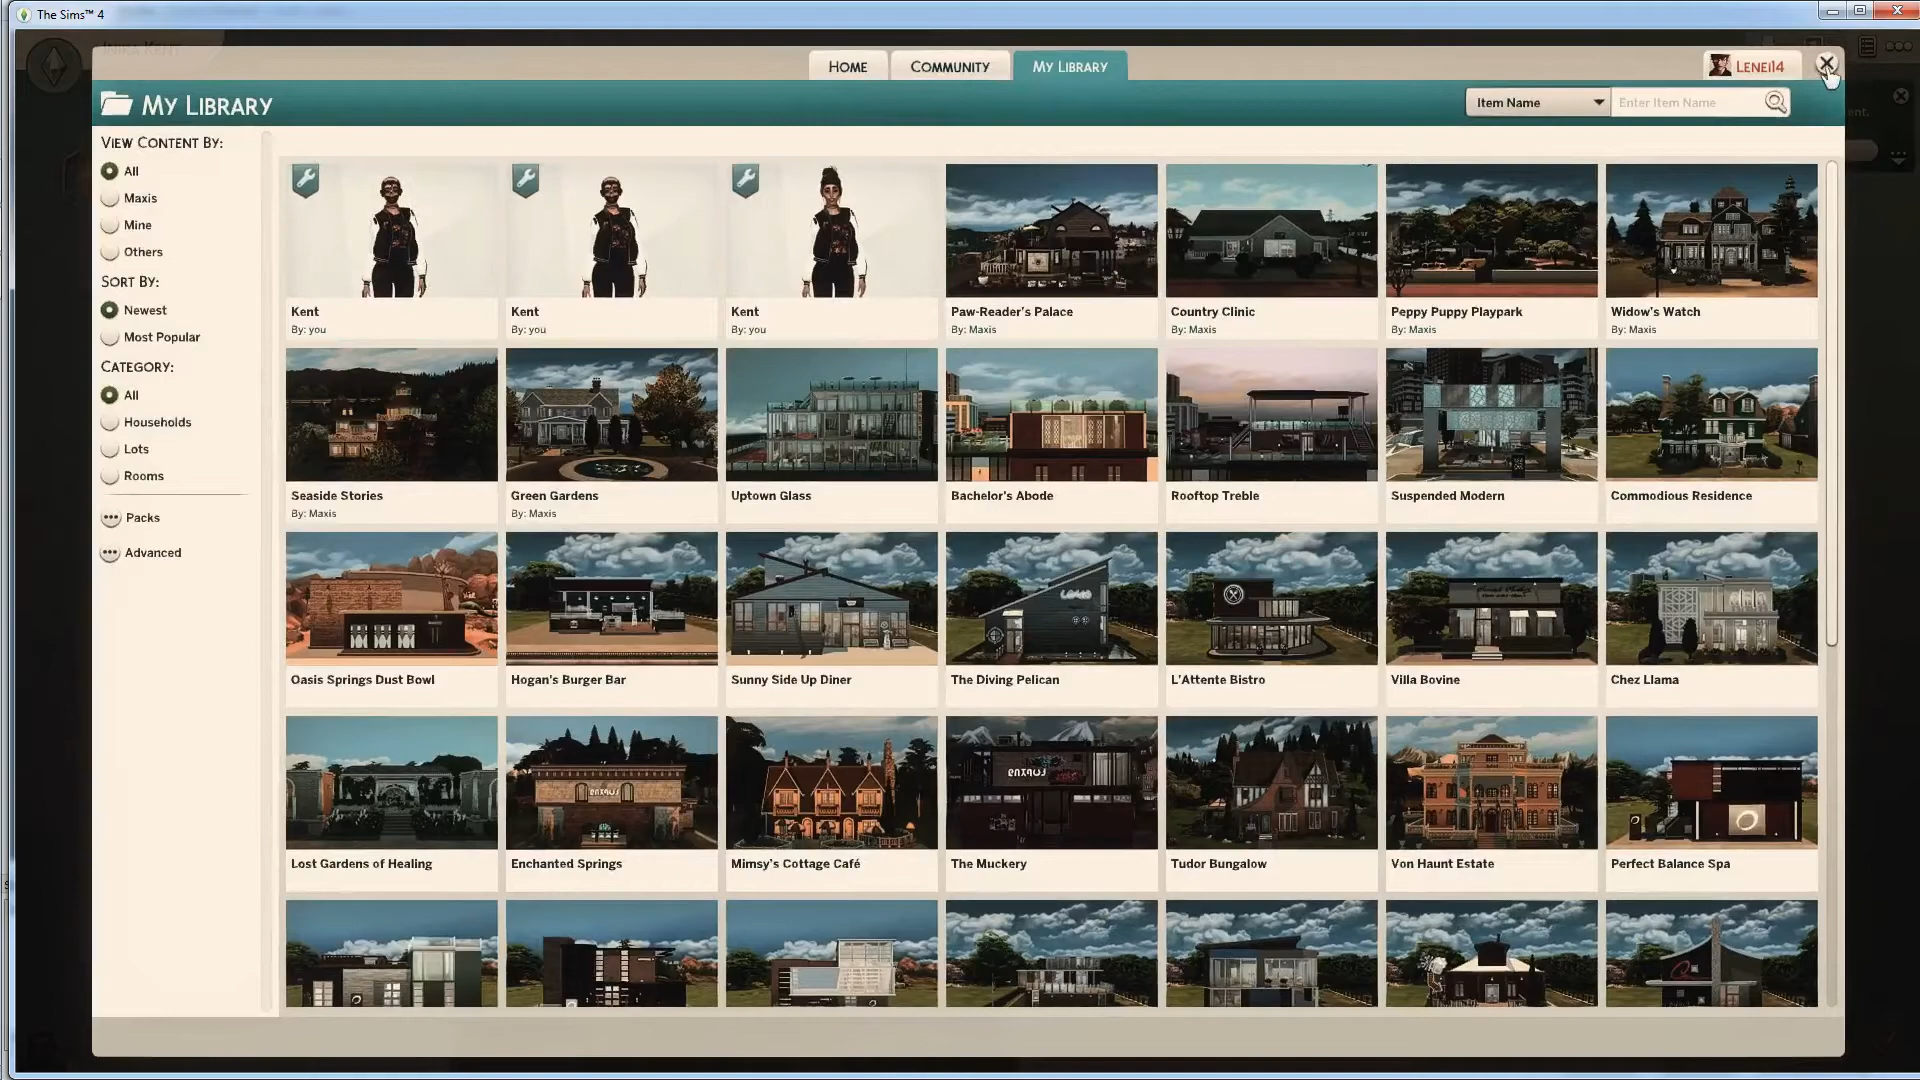 The Sims™ 4
HOME
COMMUNITY
MY LIBRARY
LENEI14
MY LIBRARY
Item Name
Enter Item Name
VIEW CONTENT BY:
All
Maxis
Mine
Others
SORT BY:
Newest
Most Popular
CATEGORY:
All
Households
Lots
Rooms
Packs
Advanced
Kent
By: you
Kent
By: you
Kent
By: you
Paw-Reader's Palace
By: Maxis
Country Clinic
By: Maxis
Peppy Puppy Playpark
By: Maxis
Widow's Watch
By: Maxis
Seaside Stories
By: Maxis
Green Gardens
By: Maxis
Uptown Glass
Bachelor's Abode
Rooftop Treble
Suspended Modern
Commodious Residence
Oasis Springs Dust Bowl
Hogan's Burger Bar
Sunny Side Up Diner
The Diving Pelican
L'Attente Bistro
Villa Bovine
Chez Llama
Lost Gardens of Healing
Enchanted Springs
Mimsy's Cottage Café
The Muckery
Tudor Bungalow
Von Haunt Estate
Perfect Balance Spa